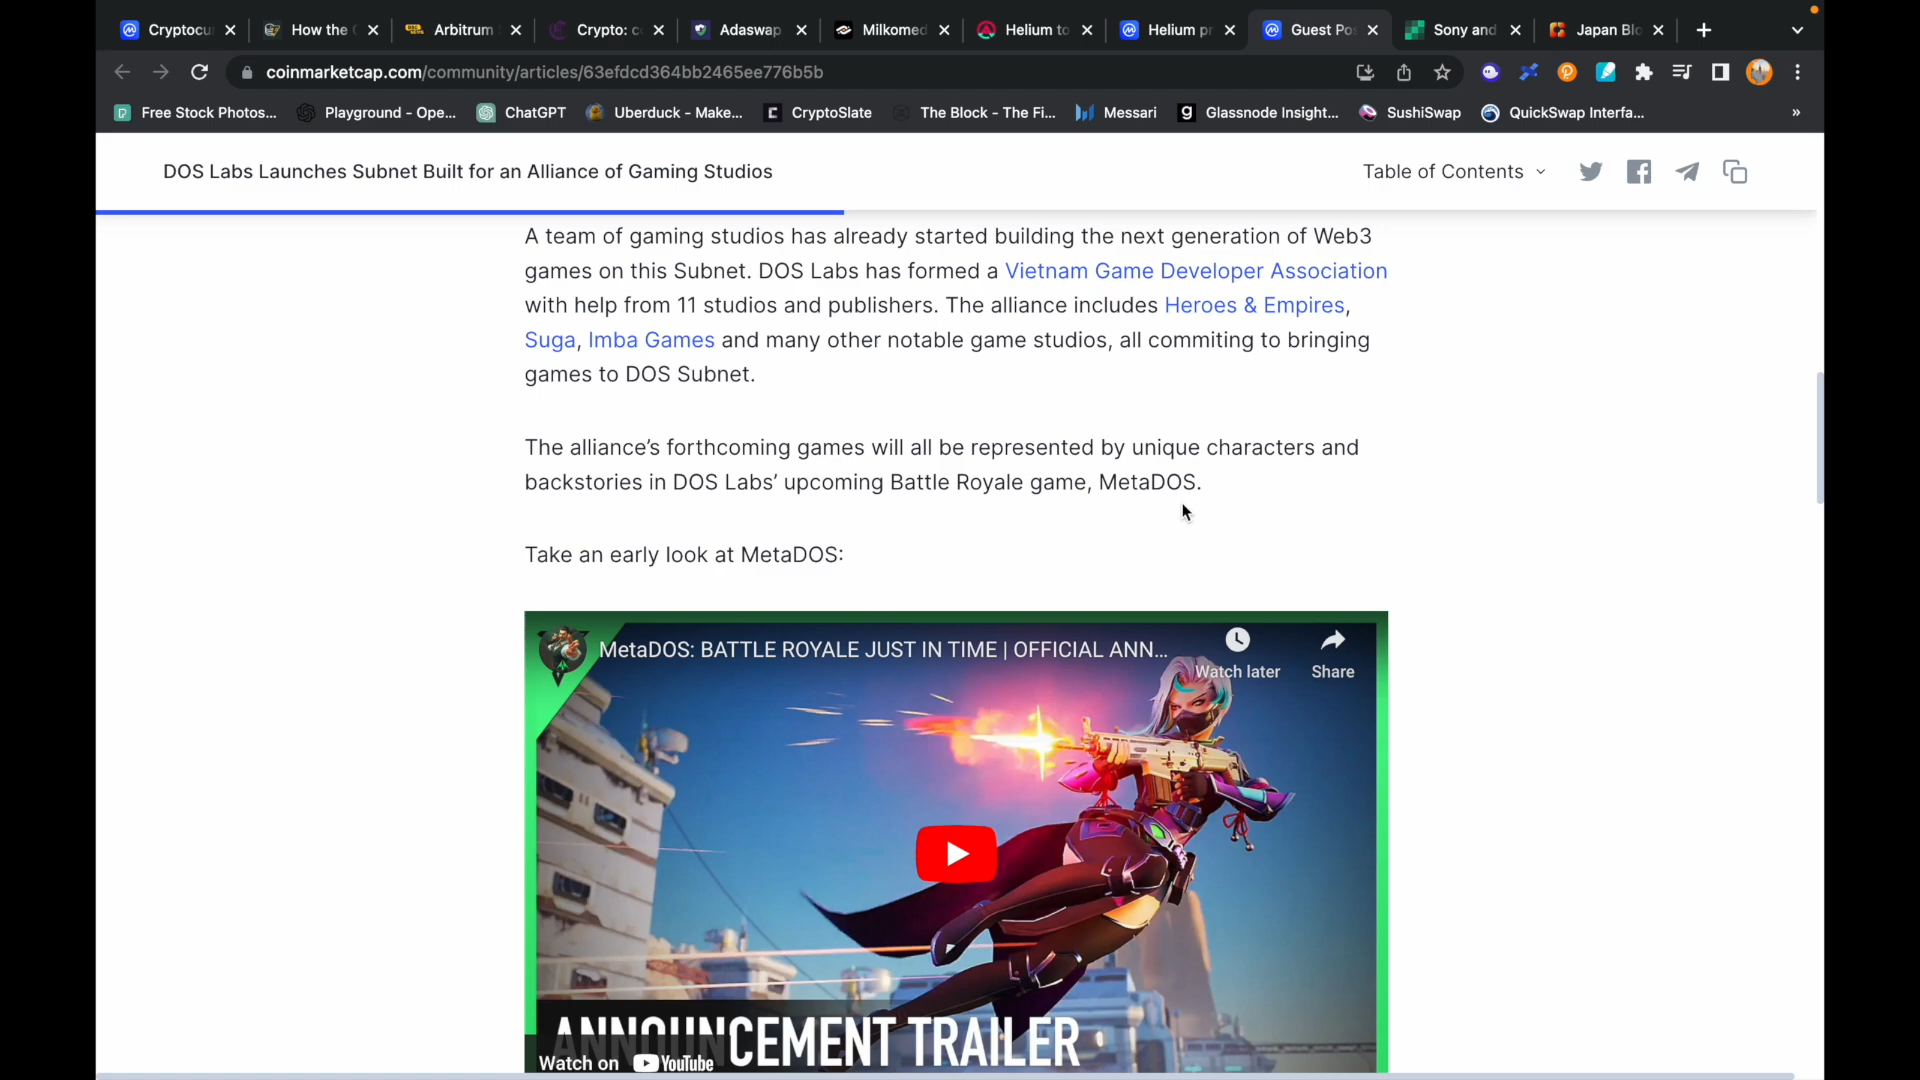 Cryptocur
How the
Arbitrum
Crypto: c
Adaswap
Milkomed
Helium to
Helium pr
Guest Pos
Sony and
Japan Blo
coinmarketcap.com/community/articles/63efdcd364bb2465ee776b5b
Free Stock Photos...
Playground - Ope...
ChatGPT
Uberduck - Make...
CryptoSlate
The Block - The Fi...
Messari
Glassnode Insight...
SushiSwap
QuickSwap Interfa...
»
DOS Labs Launches Subnet Built for an Alliance of Gaming Studios
Table of Contents
A team of gaming studios has already started building the next generation of Web3
games on this Subnet. DOS Labs has formed a Vietnam Game Developer Association
with help from 11 studios and publishers. The alliance includes Heroes & Empires,
Suga, Imba Games and many other notable game studios, all commiting to bringing
games to DOS Subnet.
The alliance’s forthcoming games will all be represented by unique characters and
backstories in DOS Labs’ upcoming Battle Royale game, MetaDOS.
Take an early look at MetaDOS:
MetaDOS: BATTLE ROYALE JUST IN TIME | OFFICIAL ANN...
Watch later
Share
ANNOUNCEMENT TRAILER
Watch on YouTube